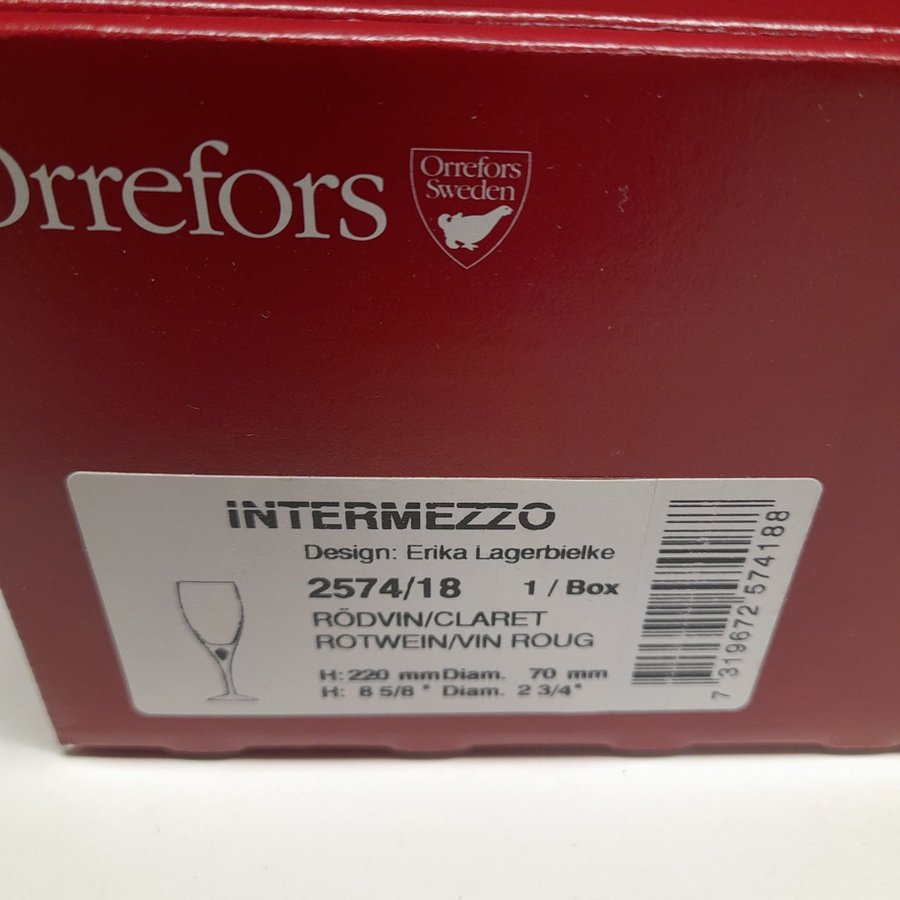 Orrefors
Orrefors
Sweden
INTERMEZZO
Design: Erika Lagerbielke
2574/18 1 / Box
RÖDVIN/CLARET
ROTWEIN/VIN ROUG
H: 220 mm Diam. 70 mm
H: 8 5/8 " Diam. 2 3/4"
7 319672 574188